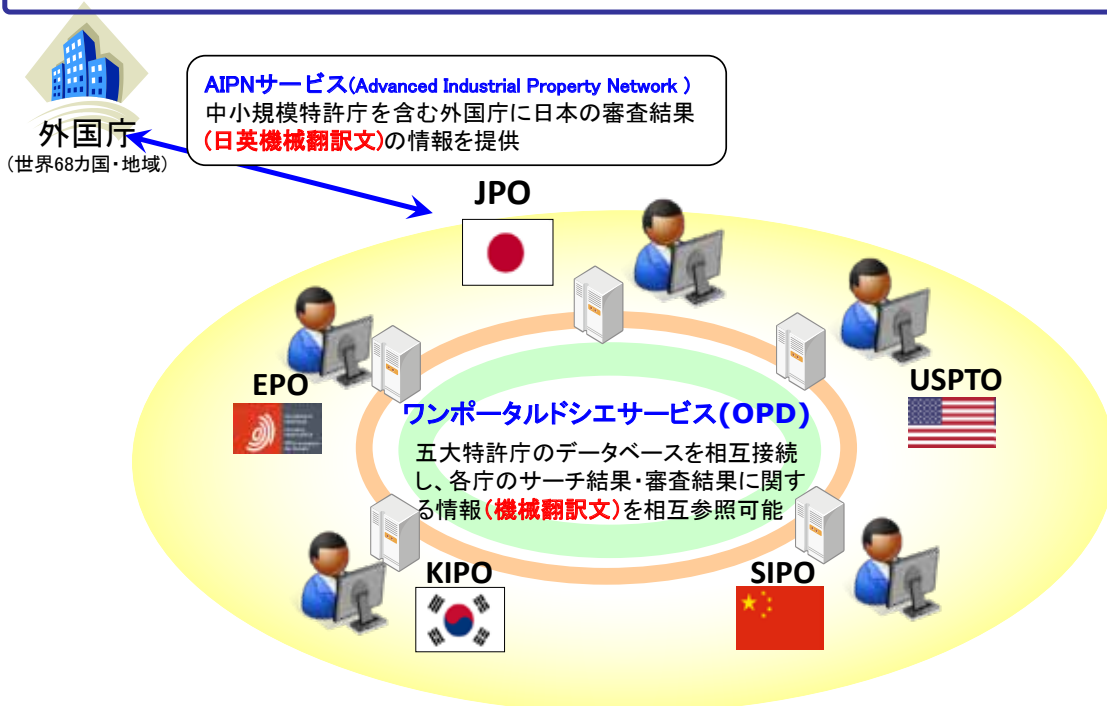 外国庁
(世界68カ国・地域)
AIPNサービス(Advanced Industrial Property Network )
中小規模特許庁を含む外国庁に日本の審査結果
(日英機械翻訳文)の情報を提供
JPO
EPO
USPTO
ワンポータルドシエサービス(OPD)
五大特許庁のデータベースを相互接続
し、各庁のサーチ結果・審査結果に関す
る情報(機械翻訳文)を相互参照可能
KIPO
SIPO